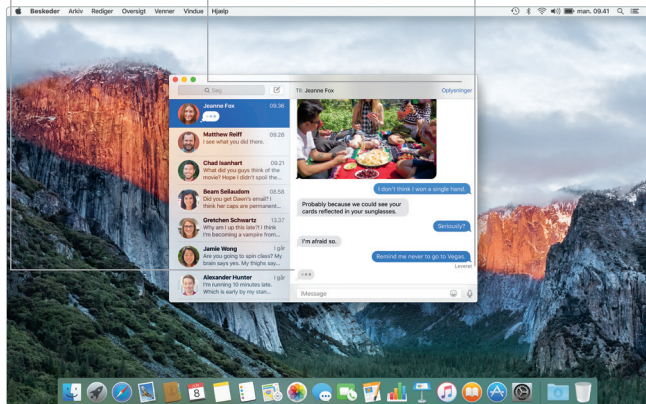 Beskeder Arkiv Rediger Oversigt Venner Vindue Hjælp
man. 09.41
Søg
Jeanne Fox 09.36
Matthew Reiff 09.28
I see what you did there.
Chad Isanhart 09.21
What did you guys think of the
movie? Hope I didn't spoil the...
Beam Seilaudom 08.58
Did you get Dawn's email? I
think her caps are permanent...
Gretchen Schwartz 13.37
Why am I up this late?! I think
I'm becoming a vampire from...
Jamie Wong I går
Are you going to spin class? My
brain says yes. My thighs say...
Alexander Hunter I går
I'm running 10 minutes late.
Which is early by my stan...
Til: Jeanne Fox Oplysninger
I don't think I won a single hand.
Probably because we could see your
cards reflected in your sunglasses.
Seriously?
I'm afraid so.
Remind me never to go to Vegas.
Leveret
iMessage
8